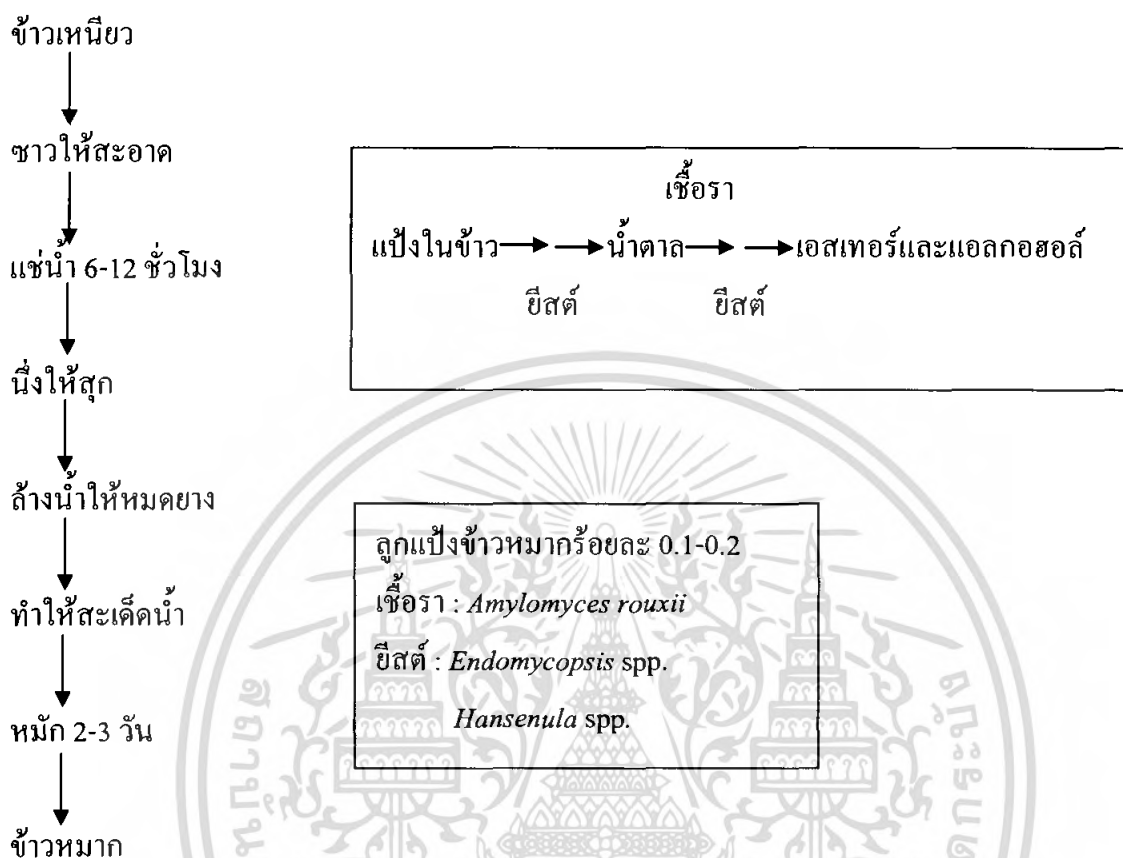 ข้าวเหนียว
ซาวให้สะอาด
แช่น้ำ 6-12 ชั่วโมง
นึ่งให้สุก
ล้างน้ำให้หมดยาง
ทำให้สะเด็ดน้ำ
หมัก 2-3 วัน
ข้าวหมาก
เชื้อรา
แป้งในข้าว น้ำตาล เอสเทอร์และแอลกอฮอล์
ยีสต์ ยีสต์
ลูกแป้งข้าวหมากร้อยละ 0.1-0.2
เชื้อรา : Amylomyces rouxii
ยีสต์ : Endomycopsis spp.
Hansenula spp.